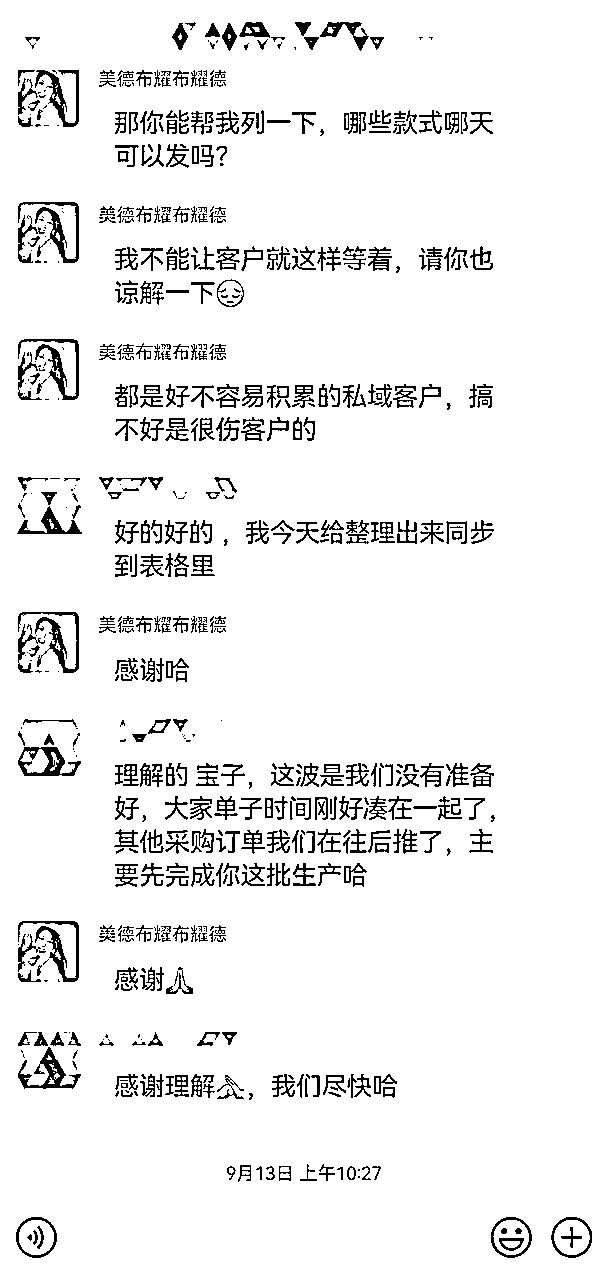 美德布耀布耀德
那你能帮我列一下，哪些款式哪天
可以发吗？
美德布耀布耀德
我不能让客户就这样等着，请你也
谅解一下😔
美德布耀布耀德
都是好不容易积累的私域客户，搞
不好是很伤客户的
好的好的 ，我今天给整理出来同步
到表格里
美德布耀布耀德
感谢哈
理解的 宝子，这波是我们没有准备
好，大家单子时间刚好凑在一起了，
其他采购订单我们在往后推了，主
要先完成你这批生产哈
美德布耀布耀德
感谢🙏
感谢理解🙏，我们尽快哈
9月13日 上午10:27